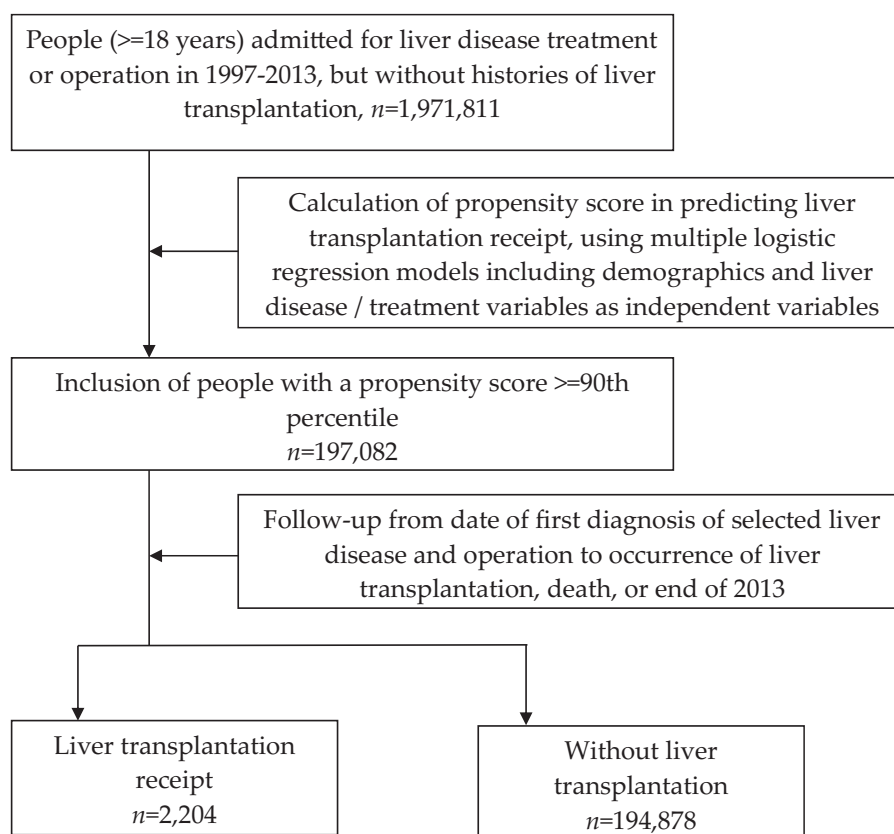 People (>=18 years) admitted for liver disease treatment
or operation in 1997-2013, but without histories of liver
transplantation, n=1,971,811
Calculation of propensity score in predicting liver
transplantation receipt, using multiple logistic
regression models including demographics and liver
disease / treatment variables as independent variables
Inclusion of people with a propensity score >=90th
percentile
n=197,082
Follow-up from date of first diagnosis of selected liver
disease and operation to occurrence of liver
transplantation, death, or end of 2013
Liver transplantation
receipt
n=2,204
Without liver
transplantation
n=194,878